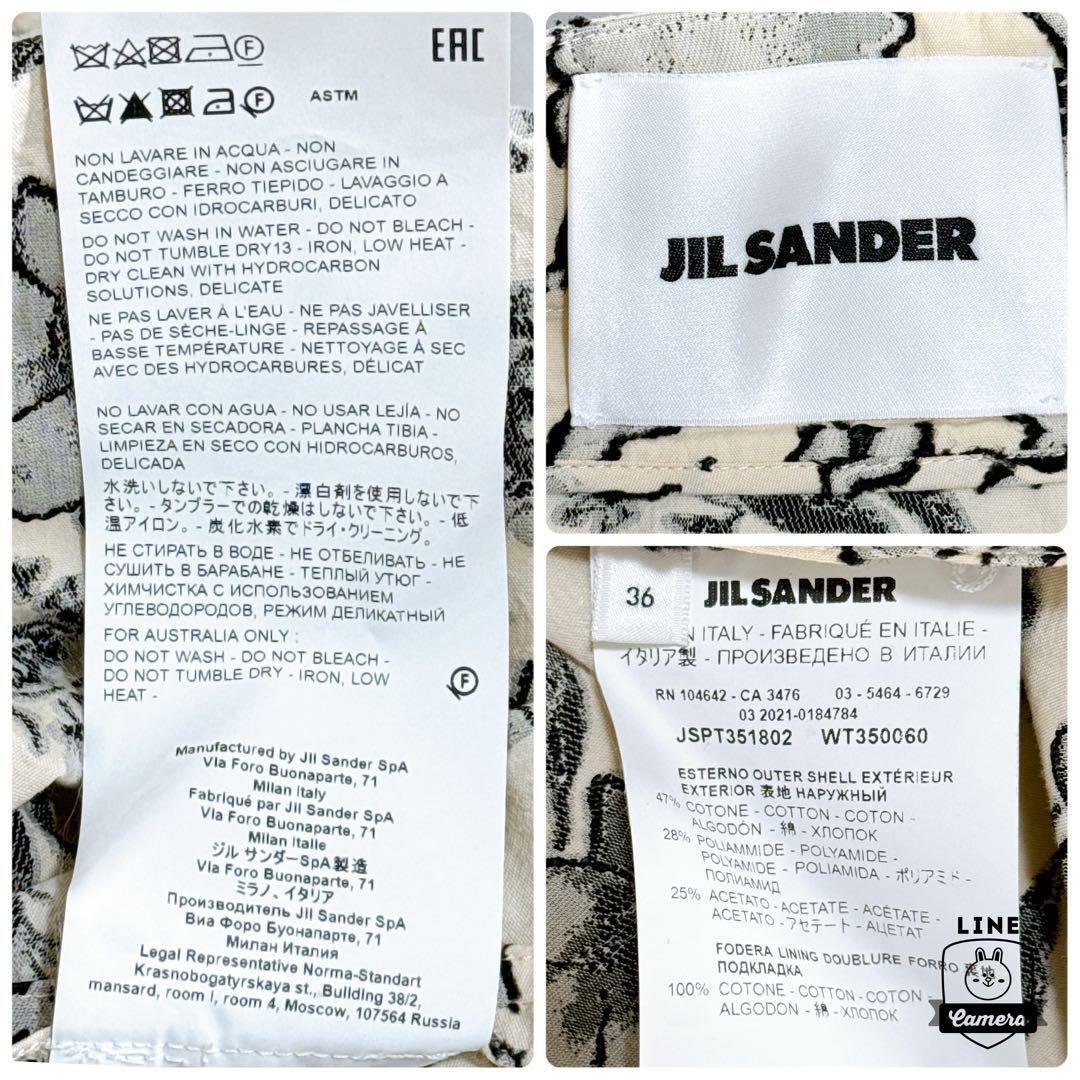 EAC
ASTM
NON LAVARE IN ACQUA - NON
CANDEGGIARE - NON ASCIUGARE IN
TAMBURO - FERRO TIEPIDO - LAVAGGIO A
SECCO CON IDROCARBURI, DELICATO
DO NOT WASH IN WATER - DO NOT BLEACH -
DO NOT TUMBLE DRY13 - IRON, LOW HEAT -
DRY CLEAN WITH HYDROCARBON
SOLUTIONS, DELICATE
NE PAS LAVER À L'EAU - NE PAS JAVELLISER
- PAS DE SÈCHE-LINGE - REPASSAGE À
BASSE TEMPÉRATURE - NETTOYAGE À SEC
AVEC DES HYDROCARBURES, DÉLICAT
NO LAVAR CON AGUA - NO USAR LEJÍA - NO
SECAR EN SECADORA - PLANCHA TIBIA -
LIMPIEZA EN SECO CON HIDROCARBUROS,
DELICADA
水洗いしないで下さい。- 漂白剤を使用しないで下
さい。- タンブラーでの乾燥はしないで下さい。- 低
温アイロン。- 炭化水素でドライ・クリーニング。
НЕ СТИРАТЬ В ВОДЕ - НЕ ОТБЕЛИВАТЬ - НЕ
СУШИТЬ В БАРАБАНЕ - ТЕПЛЫЙ УТЮГ -
ХИМЧИСТКА С ИСПОЛЬЗОВАНИЕМ
УГЛЕВОДОРОДОВ, РЕЖИМ ДЕЛИКАТНЫЙ
FOR AUSTRALIA ONLY :
DO NOT WASH - DO NOT BLEACH -
DO NOT TUMBLE DRY - IRON, LOW
HEAT -
F
Manufactured by Jil Sander SpA
Via Foro Buonaparte, 71
Milan Italy
Fabriqué par Jil Sander SpA
Via Foro Buonaparte, 71
Milan Italie
ジル サンダーSpA製造
Via Foro Buonaparte, 71
ミラノ、イタリア
Производитель Jil Sander SpA
Виа Форо Буонапарте, 71
Милан Италия
Legal Representative Norma-Standart
Krasnobogatyrskaya st., Building 38/2,
mansard, room I, room 4, Moscow, 107564 Russia
JIL SANDER
36
JIL SANDER
N ITALY - FABRIQUÉ EN ITALIE -
イタリア製 - ПРОИЗВЕДЕНО В ИТАЛИИ
RN 104642 - CA 3476 03 - 5464 - 6729
03 2021-0184784
JSPT351802 WT350060
ESTERNO OUTER SHELL EXTÉRIEUR
EXTERIOR 表地 НАРУЖНЫЙ
47% COTONE - COTTON - COTON -
ALGODÓN - 綿 - ХЛОПОК
28% POLIAMMIDE - POLYAMIDE -
POLYAMIDE - POLIAMIDA - ポリアミド -
ПОЛИАМИД
25% ACETATO - ACETATE - ACÉTATE -
ACETATO - アセテート - АЦЕТАТ
FODERA LINING DOUBLURE FORRO 裏地
ПОДКЛАДКА
100% COTONE - COTTON - COTON -
ALGODÓN - 綿 - ХЛОПОК
LINE
Camera